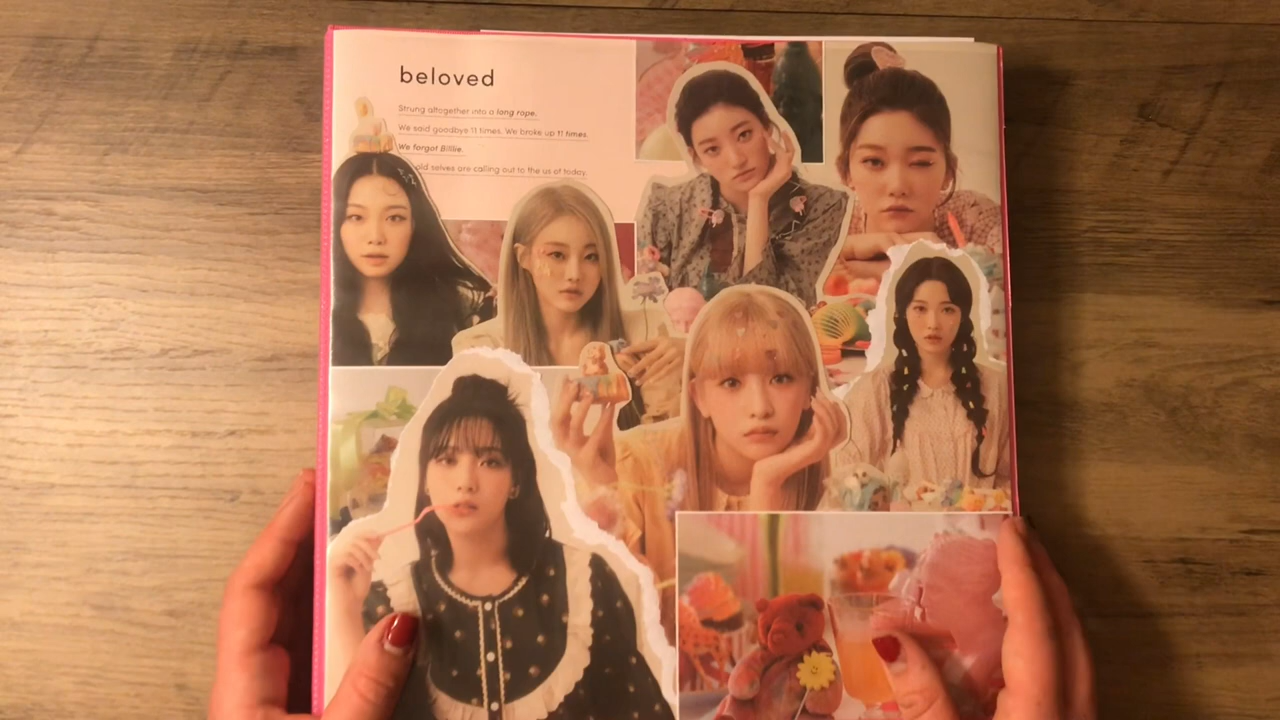 beloved
Strung altogether into a long rope.
We said goodbye 11 times. We broke up 11 times.
We forgot Billlie.
old selves are calling out to the us of today.